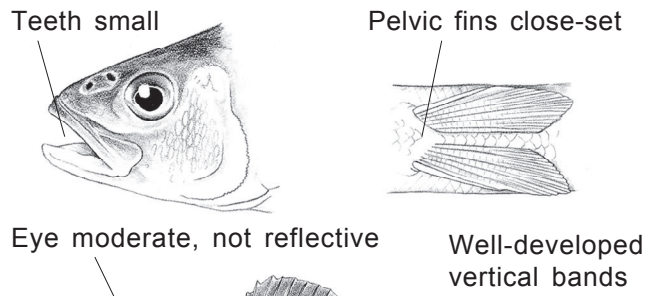 Teeth small
Pelvic fins close-set
Eye moderate, not reflective
Well-developed
vertical bands